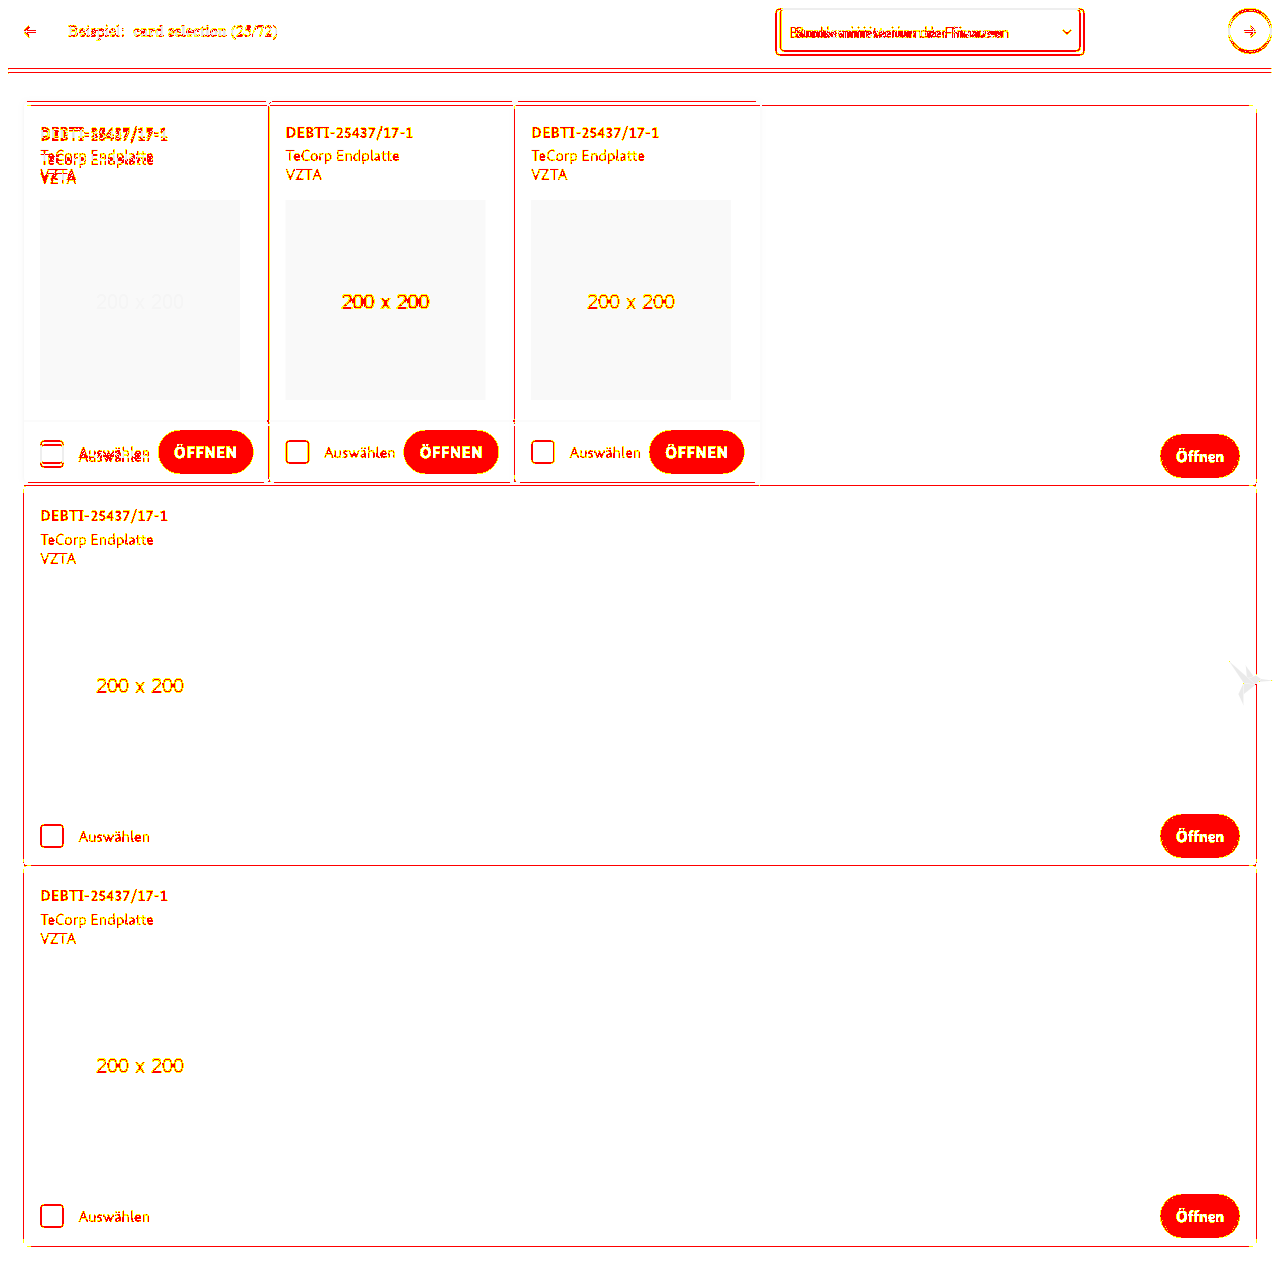 Beispiel: card selection
DEBTI-25437/17-1
TeCorp Endplatte
VZTA
200 x 200
Auswählen
ÖFFNEN
DEBTI-25437/17-1
TeCorp Endplatte
VZTA
200 x 200
Auswählen
ÖFFNEN
DEBTI-25437/17-1
TeCorp Endplatte
VZTA
200 x 200
Auswählen
ÖFFNEN
Öffnen
DEBTI-25437/17-1
TeCorp Endplatte
VZTA
200 x 200
Auswählen
Öffnen
DEBTI-25437/17-1
TeCorp Endplatte
VZTA
200 x 200
Auswählen
Öffnen